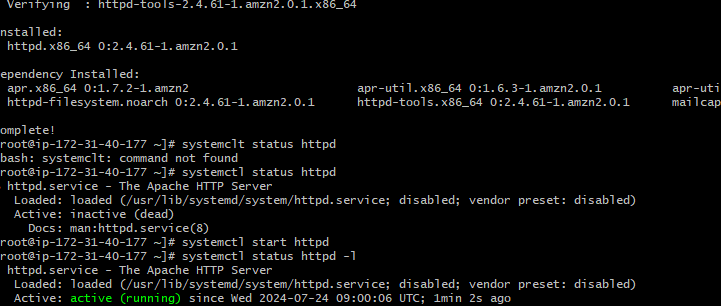 Verifying : httpd-tools-2.4.61-1.amzn2.0.1.x86_64
nstalled:
httpd.x86_64 0:2.4.61-1.amzn2.0.1
ependency Installed:
apr.x86_64 0:1.7.2-1.amzn2 apr-util.x86_64 0:1.6.3-1.amzn2.0.1 apr-uti
httpd-filesystem.noarch 0:2.4.61-1.amzn2.0.1 httpd-tools.x86_64 0:2.4.61-1.amzn2.0.1 mailcap
omplete!
root@ip-172-31-40-177 ~]# systemclt status httpd
bash: systemclt: command not found
root@ip-172-31-40-177 ~]# systemctl status httpd
httpd.service - The Apache HTTP Server
Loaded: loaded (/usr/lib/systemd/system/httpd.service; disabled; vendor preset: disabled)
Active: inactive (dead)
Docs: man:httpd.service(8)
root@ip-172-31-40-177 ~]# systemctl start httpd
root@ip-172-31-40-177 ~]# systemctl status httpd -l
httpd.service - The Apache HTTP Server
Loaded: loaded (/usr/lib/systemd/system/httpd.service; disabled; vendor preset: disabled)
Active: active (running) since Wed 2024-07-24 09:00:06 UTC; 1min 2s ago